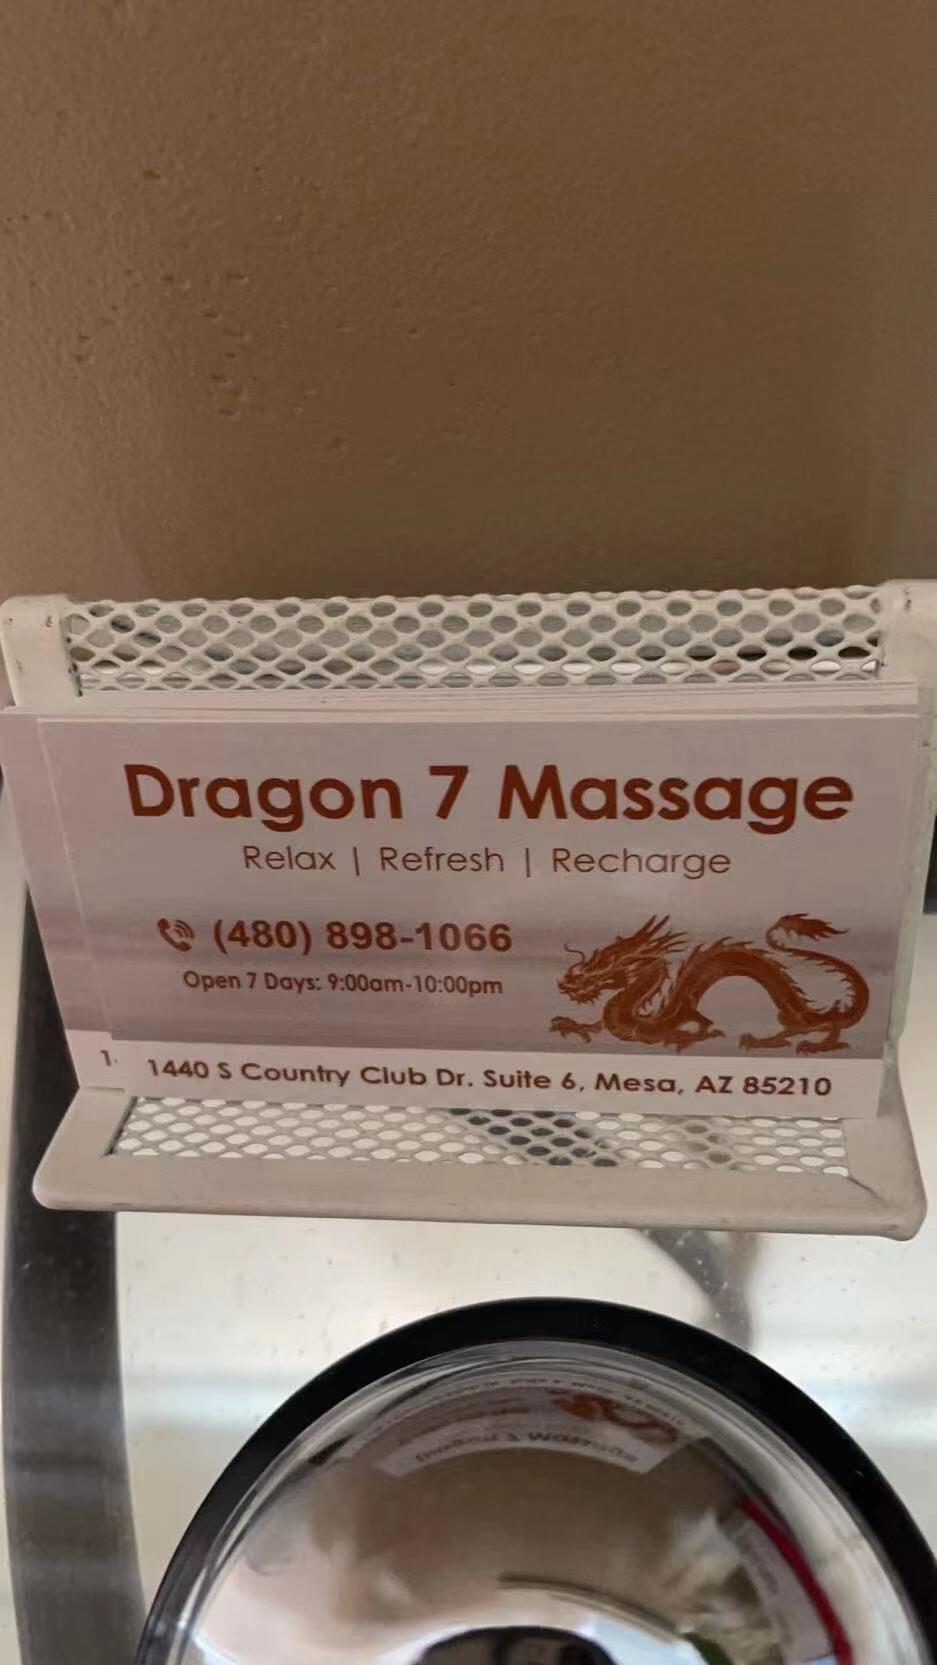 Dragon 7 Massage
Relax | Refresh | Recharge
(480) 898-1066
Open 7 Days: 9:00am-10:00pm
1440 S Country Club Dr. Suite 6, Mesa, AZ 85210